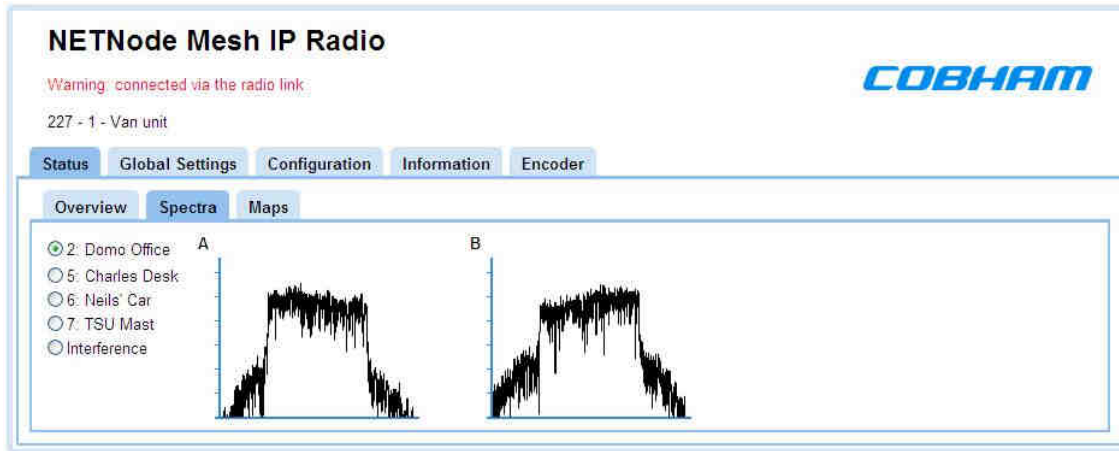 NETNode Mesh IP Radio
COBHAM
Warning: connected via the radio link
227 - 1 - Van unit
Status Global Settings Configuration Information Encoder
Overview Spectra Maps
2: Domo Office
5: Charles Desk
6: Neils' Car
7: TSU Mast
Interference
A
B